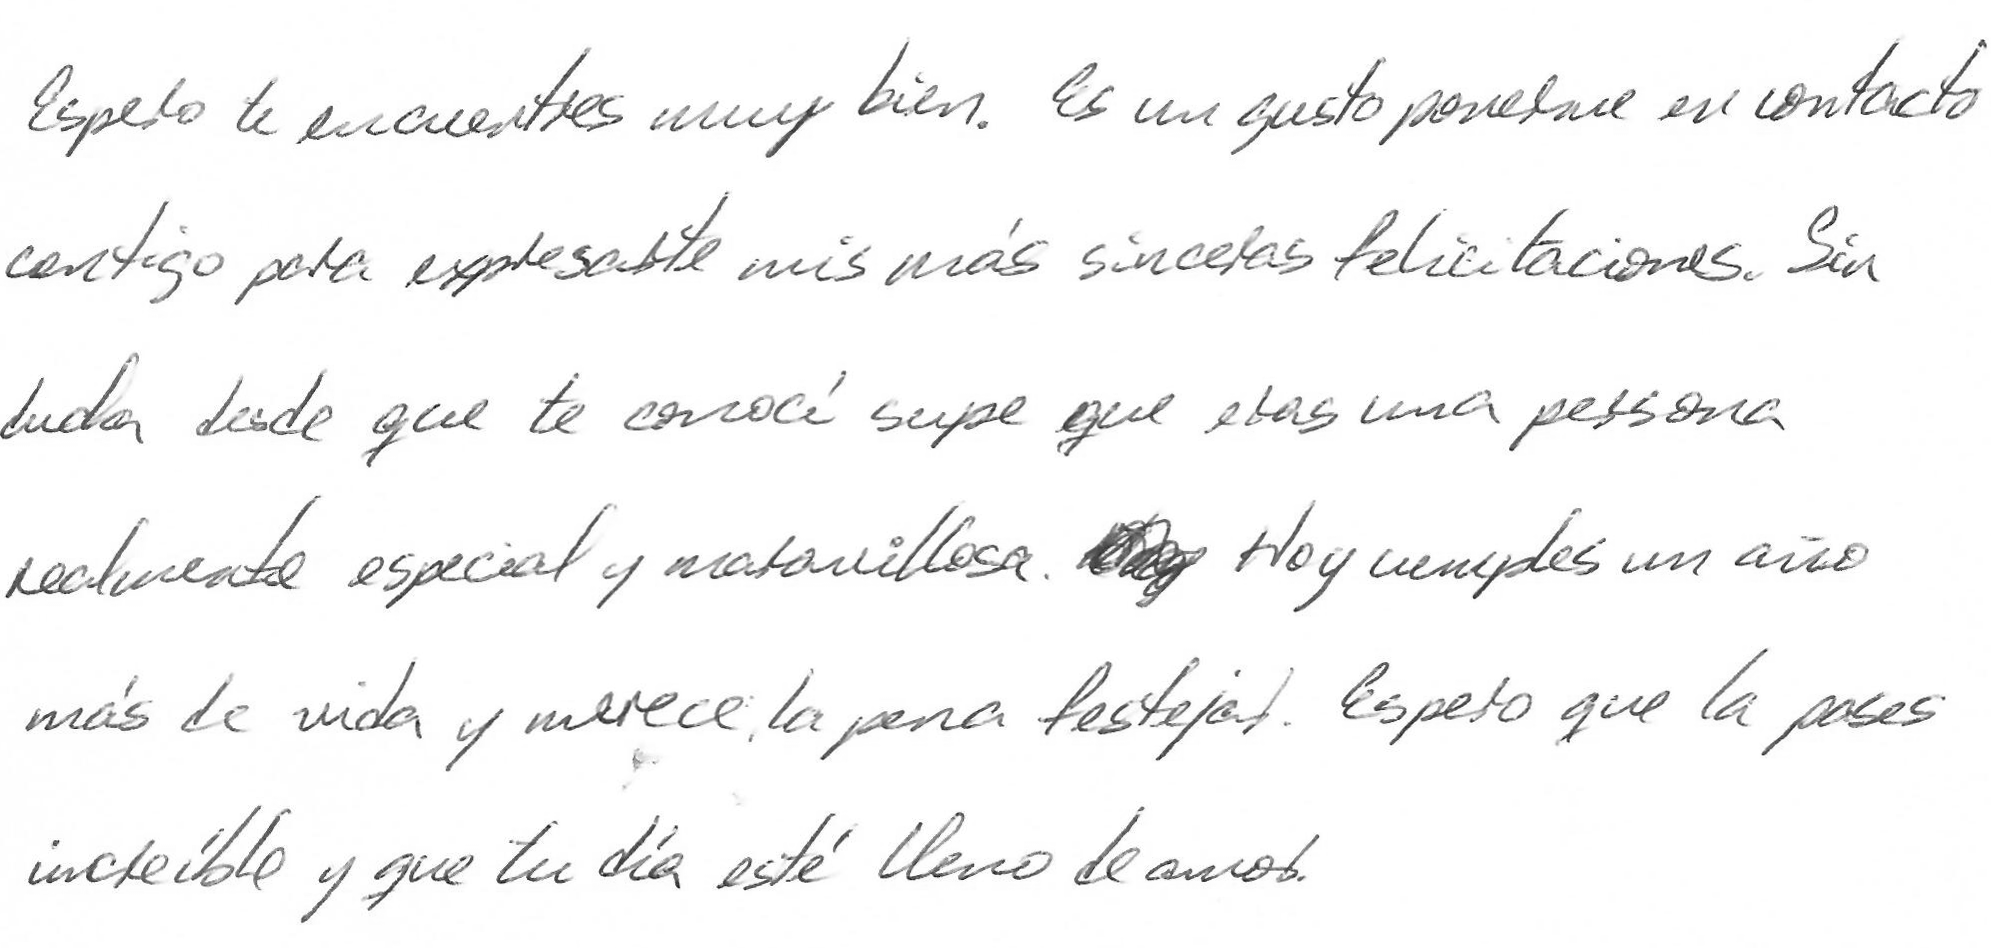 Espero te encuentres muy bien. Es un gusto ponerme en contacto
contigo para expresarte mis más sinceras felicitaciones. Sin
duda desde que te conocí supe que eras una persona
realmente especial y maravillosa. Hoy cumples un año
más de vida y merece la pena festejar. Espero que la pases
increíble y que tu día esté lleno de amor.